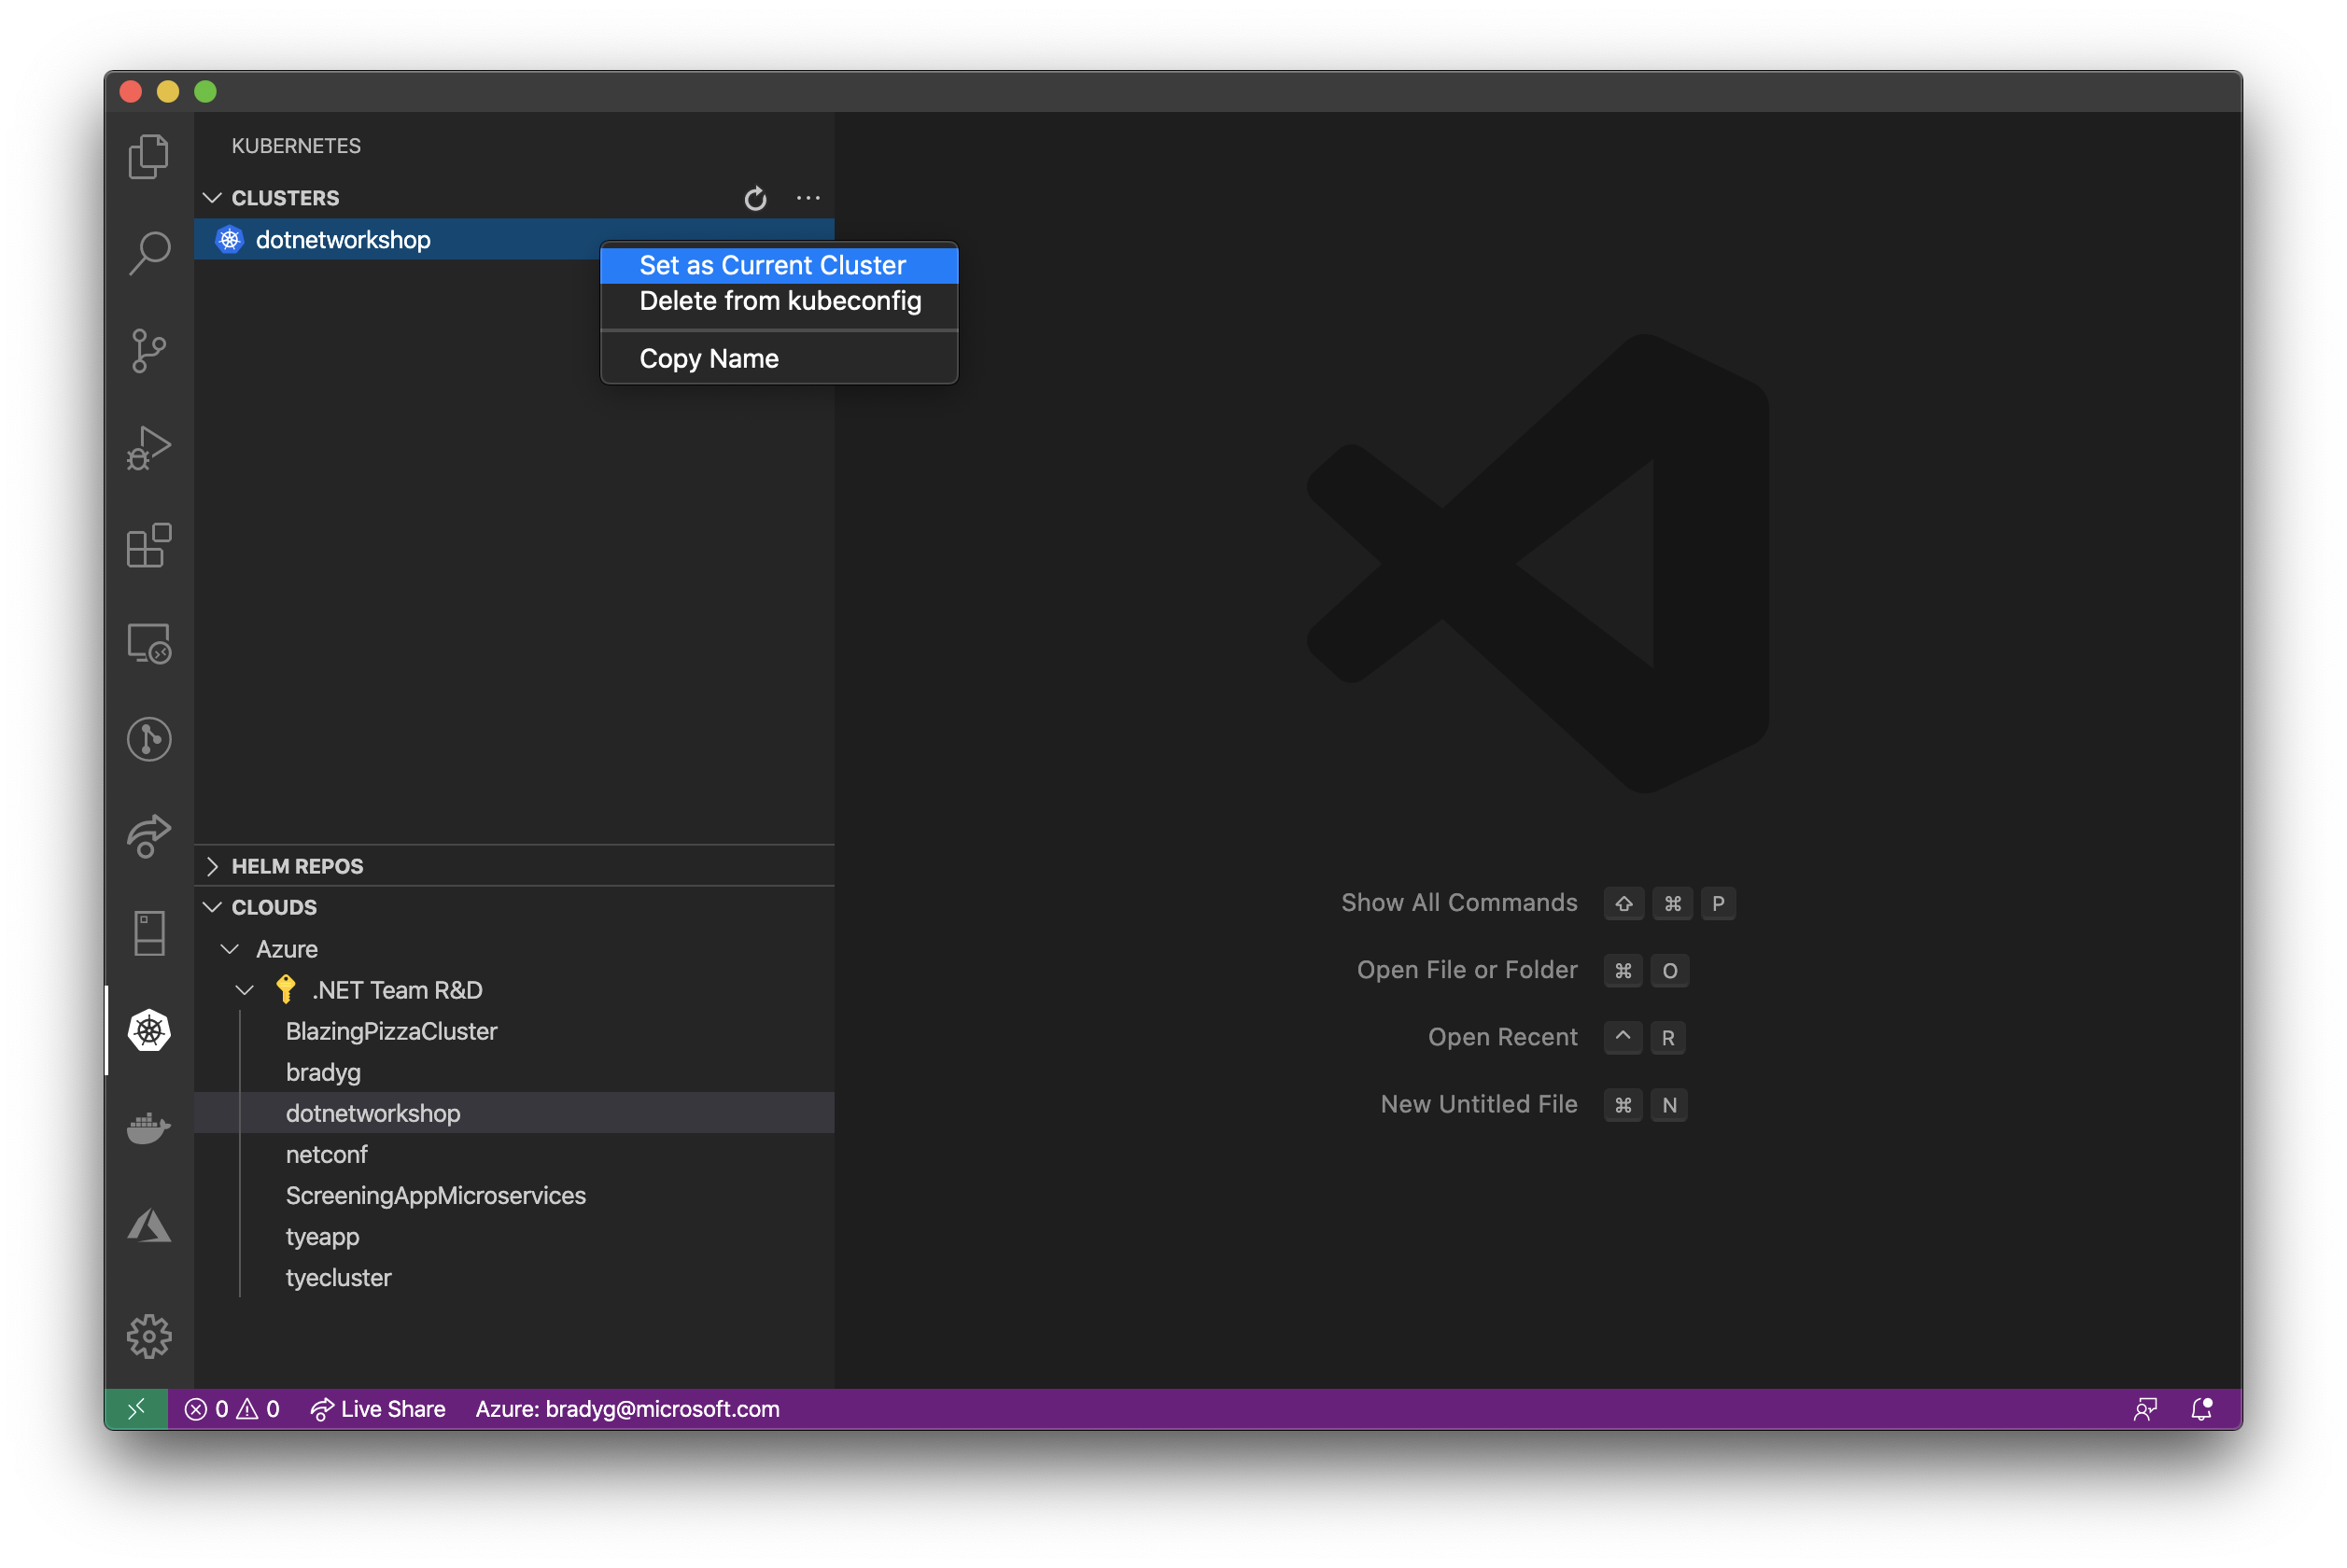 KUBERNETES
CLUSTERS
dotnetworkshop
Set as Current Cluster
Delete from kubeconfig
Copy Name
HELM REPOS
CLOUDS
Azure
.NET Team R&D
BlazingPizzaCluster
bradyg
dotnetworkshop
netconf
ScreeningAppMicroservices
tyeapp
tyecluster
Show All Commands ⇧ ⌘ P
Open File or Folder ⌘ O
Open Recent ^ R
New Untitled File ⌘ N
0 0 Live Share Azure: bradyg@microsoft.com